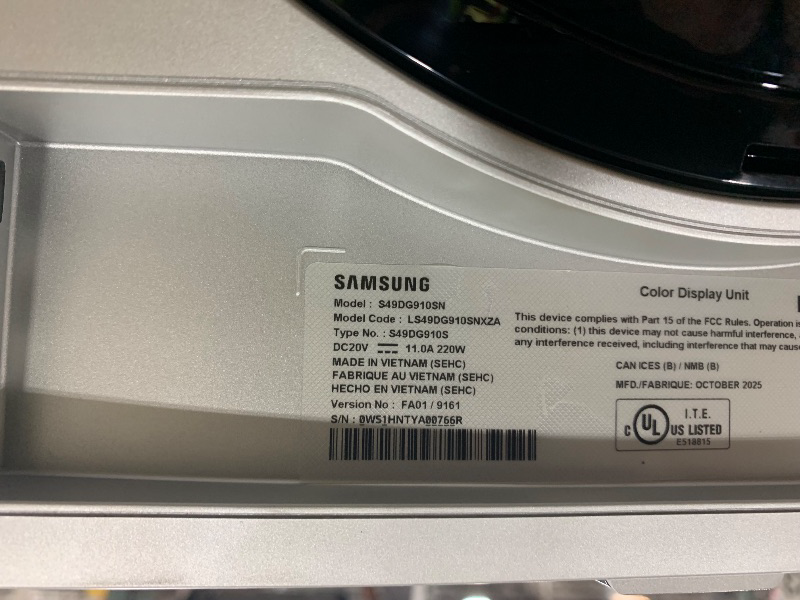 SAMSUNG
Model : S49DG910SN
Model Code : LS49DG910SNXZA
Type No. : S49DG910S
DC20V ⎓ 11.0A 220W
MADE IN VIETNAM (SEHC)
FABRIQUE AU VIETNAM (SEHC)
HECHO EN VIETNAM (SEHC)
Version No : FA01 / 9161
S/N : 0WS1HNTYA00766R
Color Display Unit
This device complies with Part 15 of the FCC Rules. Operation is
conditions: (1) this device may not cause harmful interference,
any interference received, including interference that may cause
CAN ICES (B) / NMB (B)
MFD./FABRIQUE: OCTOBER 2025
I.T.E.
C UL US LISTED
E518815